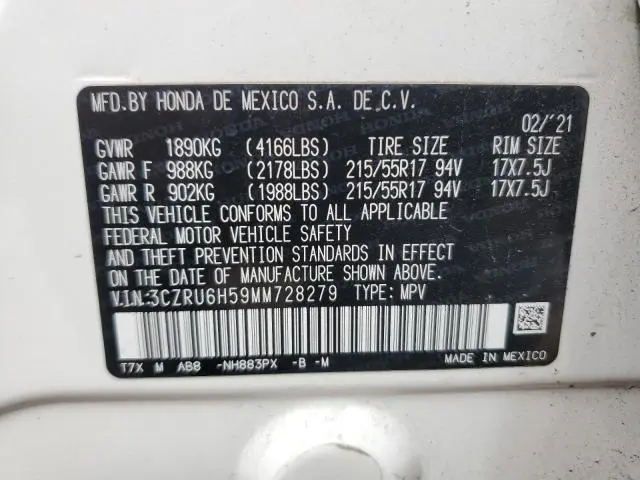 MFD.BY HONDA DE MEXICO S.A. DE C.V.
02/'21
GVWR 1890KG (4166LBS) TIRE SIZE RIM SIZE
GAWR F 988KG (2178LBS) 215/55R17 94V 17X7.5J
GAWR R 902KG (1988LBS) 215/55R17 94V 17X7.5J
THIS VEHICLE CONFORMS TO ALL APPLICABLE
FEDERAL MOTOR VEHICLE SAFETY
AND THEFT PREVENTION STANDARDS IN EFFECT
ON THE DATE OF MANUFACTURE SHOWN ABOVE.
V.I.N:3CZRU6H59MM728279 TYPE: MPV
T7X M AB8 -NH883PX -B -M MADE IN MEXICO